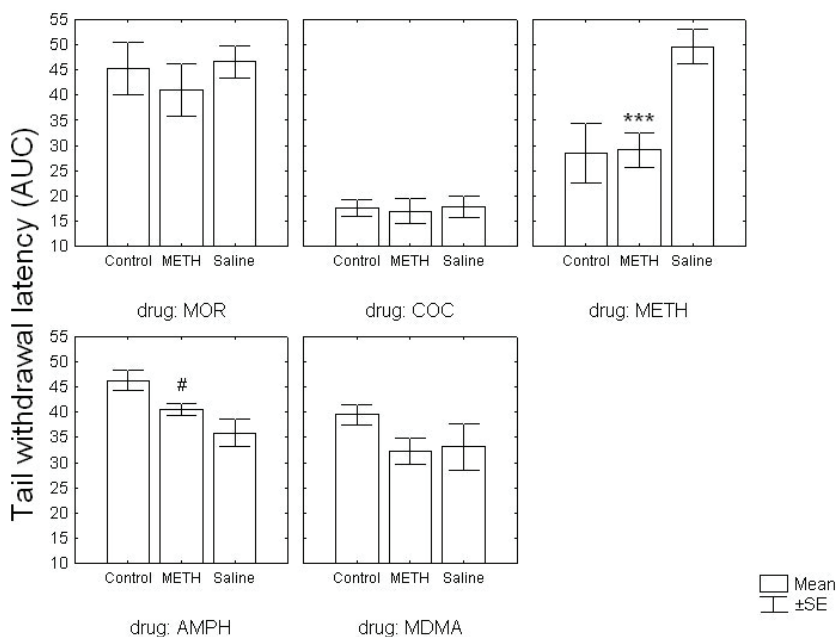 Tail withdrawal latency (AUC)
55
50
45
40
35
30
25
20
15
10
Control METH Saline
drug: MOR
Control METH Saline
drug: COC
***
Control METH Saline
drug: METH
55
50
45
40
35
30
25
20
15
10
#
Control METH Saline
drug: AMPH
Control METH Saline
drug: MDMA
Mean
±SE